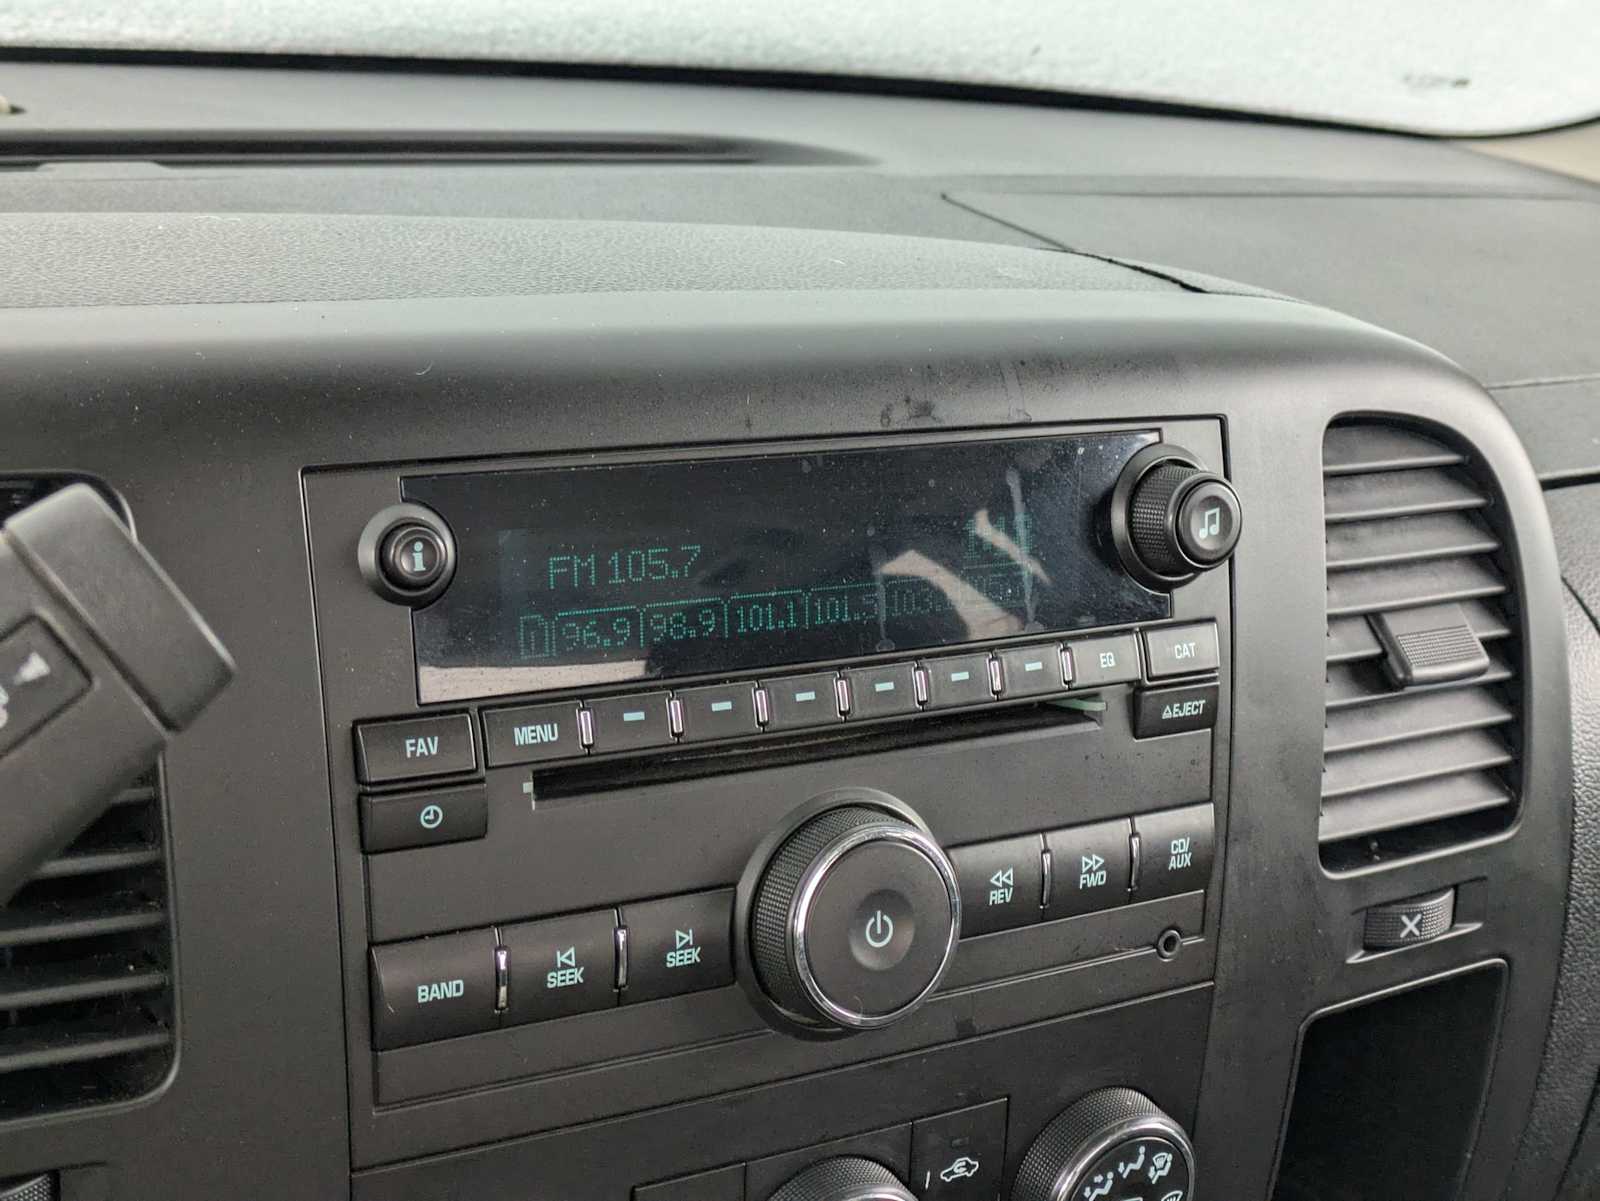 FM 105.7
1 96.9 98.9 101.1 101.5
EQ
CAT
FAV
MENU
EJECT
CD/
AUX
REV
FWD
BAND
SEEK
SEEK